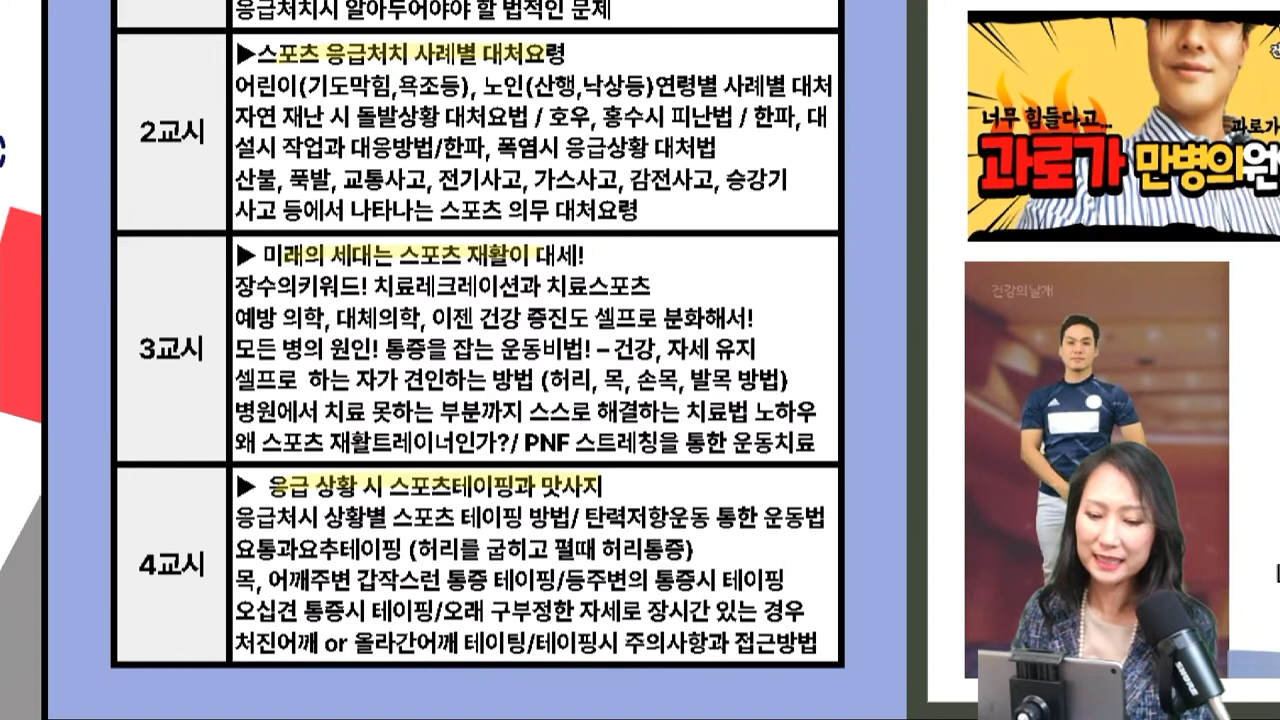 응급처치시 알아두어야야 할 법적인 문제
2교시
▶스포츠 응급처치 사례별 대처요령
어린이(기도막힘,욕조등), 노인(산행,낙상등)연령별 사례별 대처
자연 재난 시 돌발상황 대처요법 / 호우, 홍수시 피난법 / 한파, 대
설시 작업과 대응방법/한파, 폭염시 응급상황 대처법
산불, 푹발, 교통사고, 전기사고, 가스사고, 감전사고, 승강기
사고 등에서 나타나는 스포츠 의무 대처요령
3교시
▶ 미래의 세대는 스포츠 재활이 대세!
장수의키워드! 치료레크레이션과 치료스포츠
예방 의학, 대체의학, 이젠 건강 증진도 셀프로 분화해서!
모든 병의 원인! 통증을 잡는 운동비법! – 건강, 자세 유지
셀프로 하는 자가 견인하는 방법 (허리, 목, 손목, 발목 방법)
병원에서 치료 못하는 부분까지 스스로 해결하는 치료법 노하우
왜 스포츠 재활트레이너인가?/ PNF 스트레칭을 통한 운동치료
4교시
▶ 응급 상황 시 스포츠테이핑과 맛사지
응급처시 상황별 스포츠 테이핑 방법/ 탄력저항운동 통한 운동법
요통과요추테이핑 (허리를 굽히고 펼때 허리통증)
목, 어깨주변 갑작스런 통증 테이핑/등주변의 통증시 테이핑
오십견 통증시 테이핑/오래 구부정한 자세로 장시간 있는 경우
처진어깨 or 올라간어깨 테이팅/테이핑시 주의사항과 접근방법
너무 힘들다고...
과로가
과로가 만병의원
건강의날개
SHURE